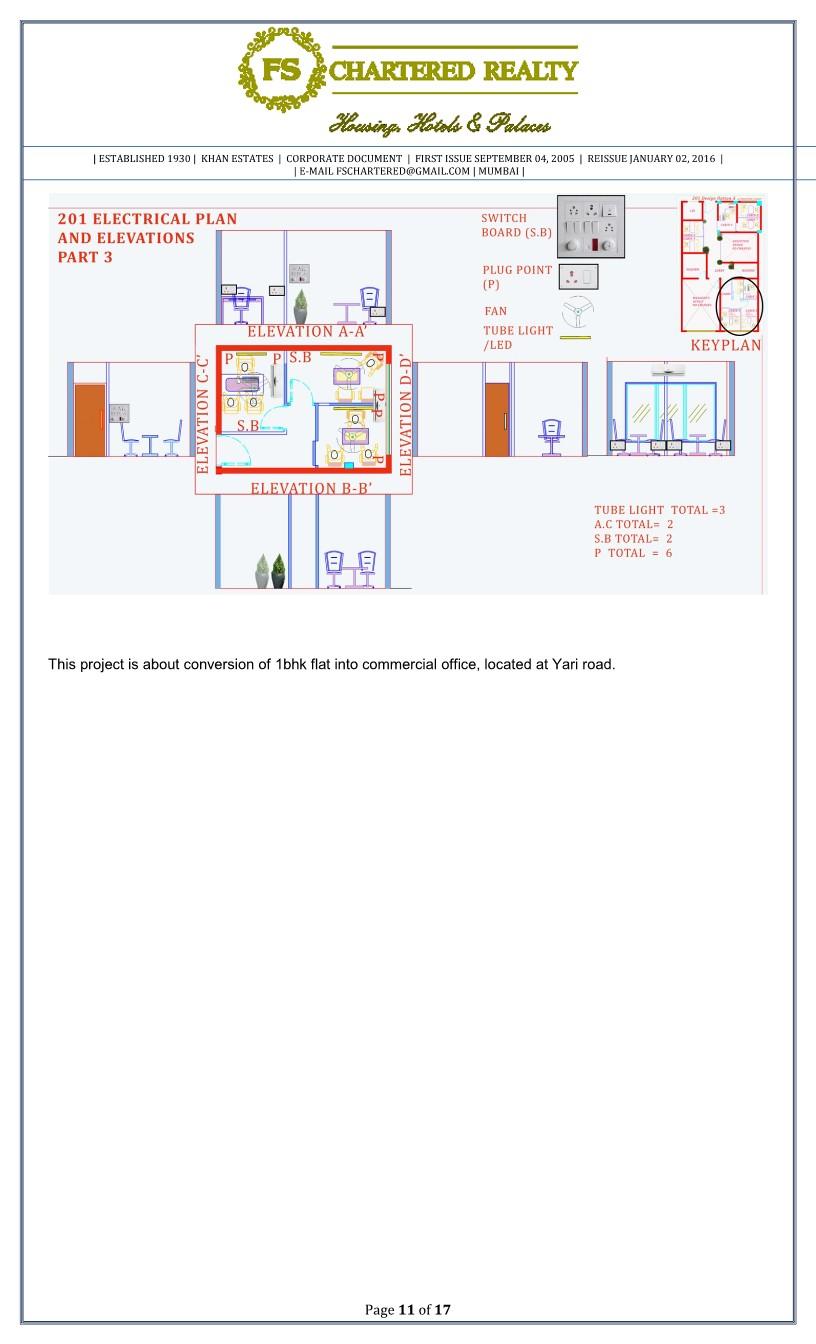 FS CHARTERED REALTY
Housing, Hotels & Palaces
| ESTABLISHED 1930 | KHAN ESTATES | CORPORATE DOCUMENT | FIRST ISSUE SEPTEMBER 04, 2005 | REISSUE JANUARY 02, 2016 |
| E-MAIL FSCHARTERED@GMAIL.COM | MUMBAI |
201 ELECTRICAL PLAN
AND ELEVATIONS
PART 3
SWITCH
BOARD (S.B)
PLUG POINT
(P)
FAN
TUBE LIGHT
/LED
KEYPLAN
ELEVATION A-A'
ELEVATION C-C'
ELEVATION D-D'
P
P
S.B
P
P
P
S.B
P
ELEVATION B-B'
TUBE LIGHT TOTAL =3
A.C TOTAL= 2
S.B TOTAL= 2
P TOTAL = 6
This project is about conversion of 1bhk flat into commercial office, located at Yari road.
Page 11 of 17